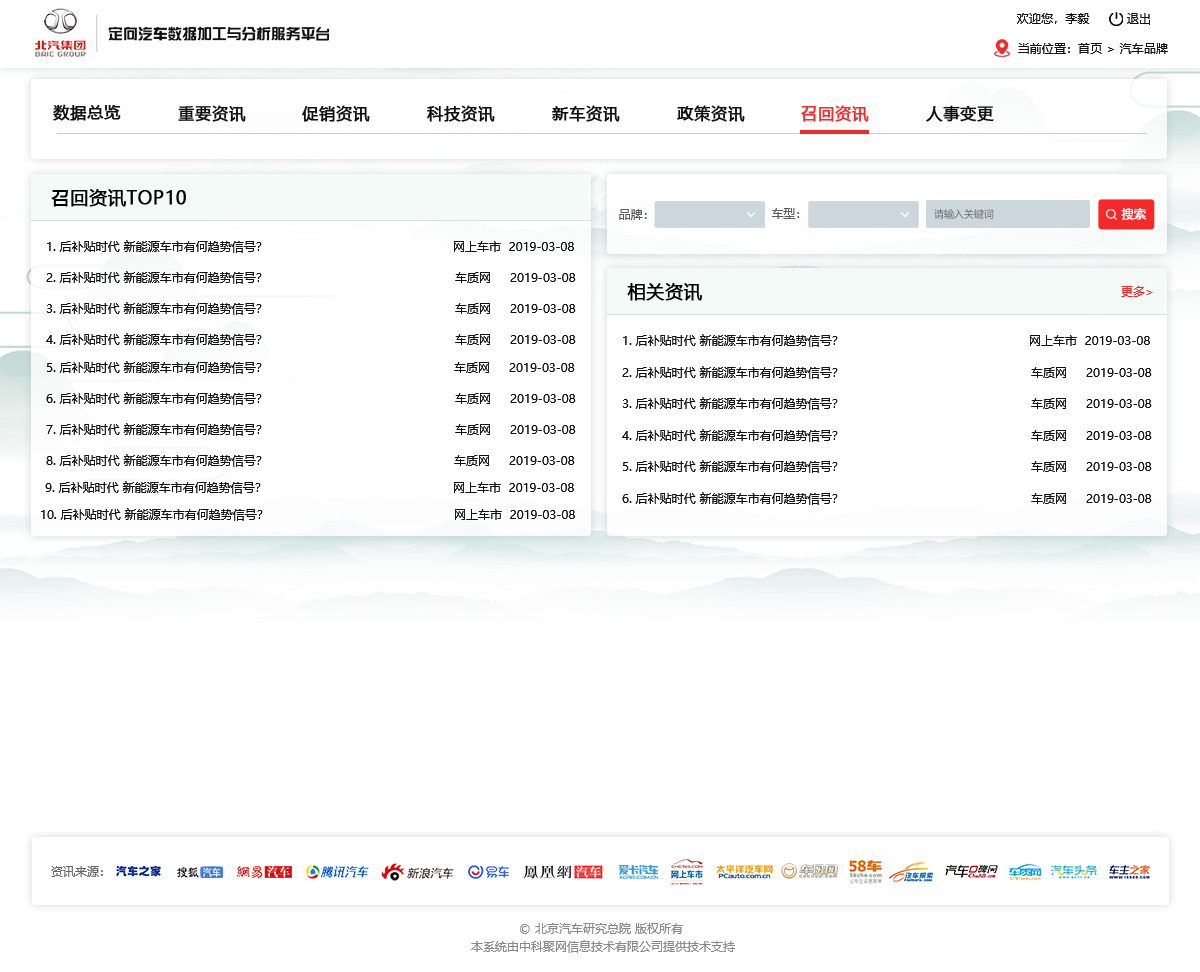 北汽集团
BAIC GROUP
定向汽车数据加工与分析服务平台
欢迎您，李毅 退出
当前位置：首页 > 汽车品牌
数据总览 重要资讯 促销资讯 科技资讯 新车资讯 政策资讯 召回资讯 人事变更
召回资讯TOP10
1. 后补贴时代 新能源车市有何趋势信号? 网上车市 2019-03-08
2. 后补贴时代 新能源车市有何趋势信号? 车质网 2019-03-08
3. 后补贴时代 新能源车市有何趋势信号? 车质网 2019-03-08
4. 后补贴时代 新能源车市有何趋势信号? 车质网 2019-03-08
5. 后补贴时代 新能源车市有何趋势信号? 车质网 2019-03-08
6. 后补贴时代 新能源车市有何趋势信号? 车质网 2019-03-08
7. 后补贴时代 新能源车市有何趋势信号? 车质网 2019-03-08
8. 后补贴时代 新能源车市有何趋势信号? 车质网 2019-03-08
9. 后补贴时代 新能源车市有何趋势信号? 网上车市 2019-03-08
10. 后补贴时代 新能源车市有何趋势信号? 网上车市 2019-03-08
品牌： 车型： 请输入关键词 搜索
相关资讯 更多>
1. 后补贴时代 新能源车市有何趋势信号? 网上车市 2019-03-08
2. 后补贴时代 新能源车市有何趋势信号? 车质网 2019-03-08
3. 后补贴时代 新能源车市有何趋势信号? 车质网 2019-03-08
4. 后补贴时代 新能源车市有何趋势信号? 车质网 2019-03-08
5. 后补贴时代 新能源车市有何趋势信号? 车质网 2019-03-08
6. 后补贴时代 新能源车市有何趋势信号? 车质网 2019-03-08
资讯来源： 汽车之家 搜狐汽车 網易汽车 腾讯汽车 新浪汽车 易车 鳳凰網汽车 爱卡汽车 网上车市 太平洋汽车网 58车 汽车探索 汽车口碑网 车质网 汽车头条 车主之家
PCauto.com.cn 58che.com
© 北京汽车研究总院 版权所有
本系统由中科聚网信息技术有限公司提供技术支持